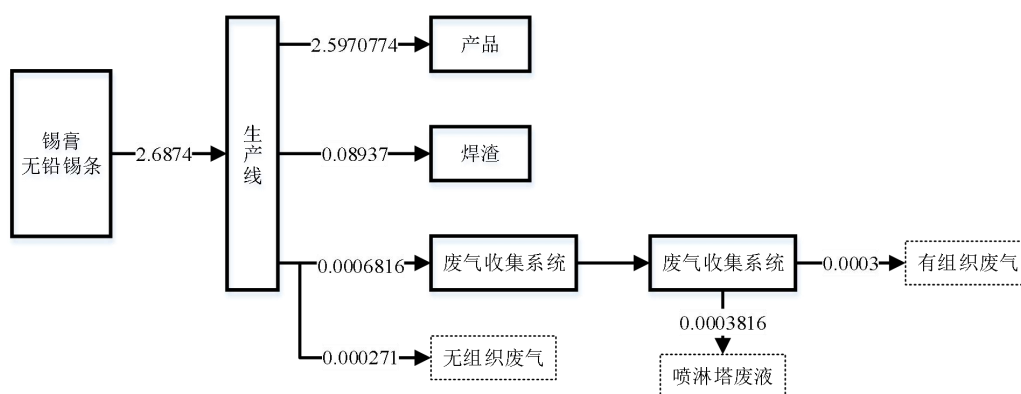 2.5970774
产品
锡膏
无铅锡条
2.6874
生产线
0.08937
焊渣
0.0006816
废气收集系统
废气收集系统
0.0003
有组织废气
0.0003816
0.000271
无组织废气
喷淋塔废液